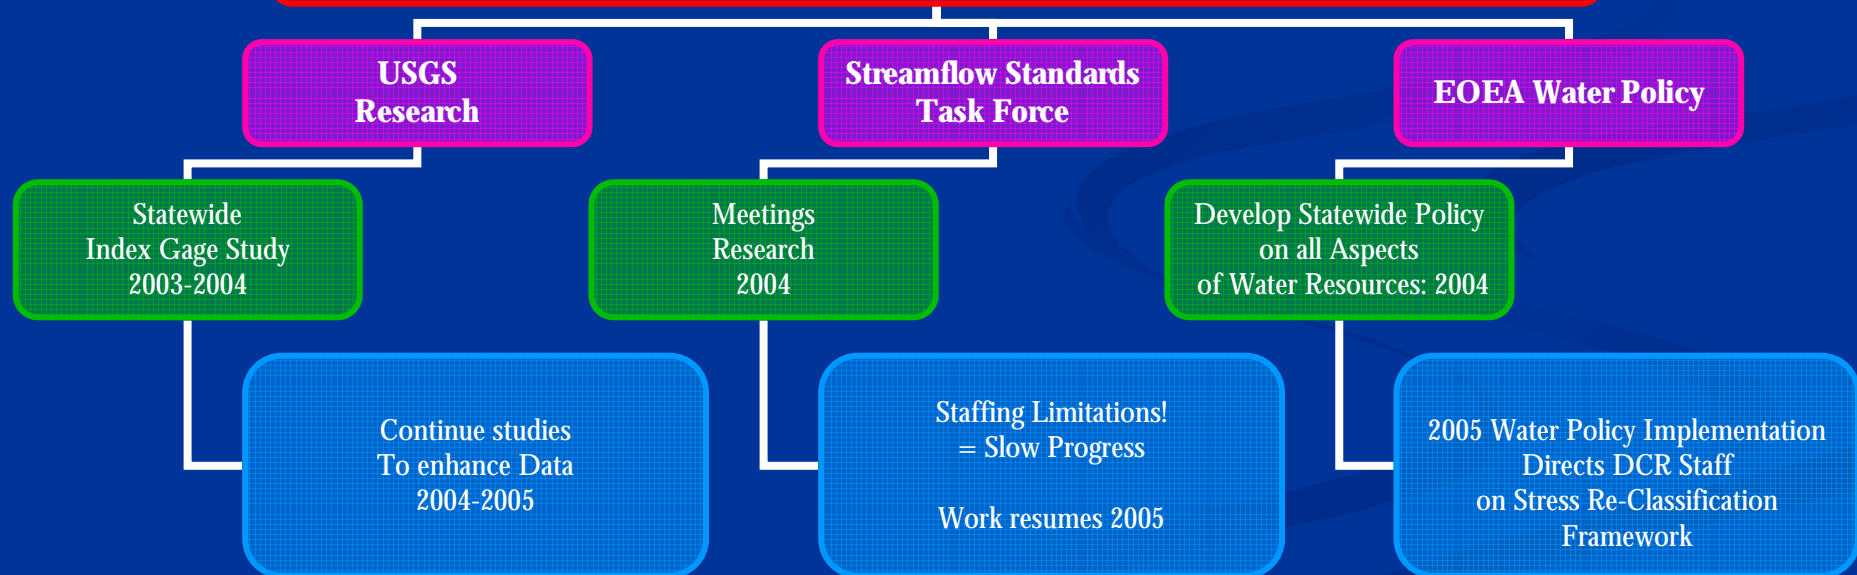 USGS
Research
Streamflow Standards
Task Force
EOEA Water Policy
Statewide
Index Gage Study
2003-2004
Meetings
Research
2004
Develop Statewide Policy
on all Aspects
of Water Resources: 2004
Continue studies
To enhance Data
2004-2005
Staffing Limitations!
= Slow Progress
Work resumes 2005
2005 Water Policy Implementation
Directs DCR Staff
on Stress Re-Classification
Framework